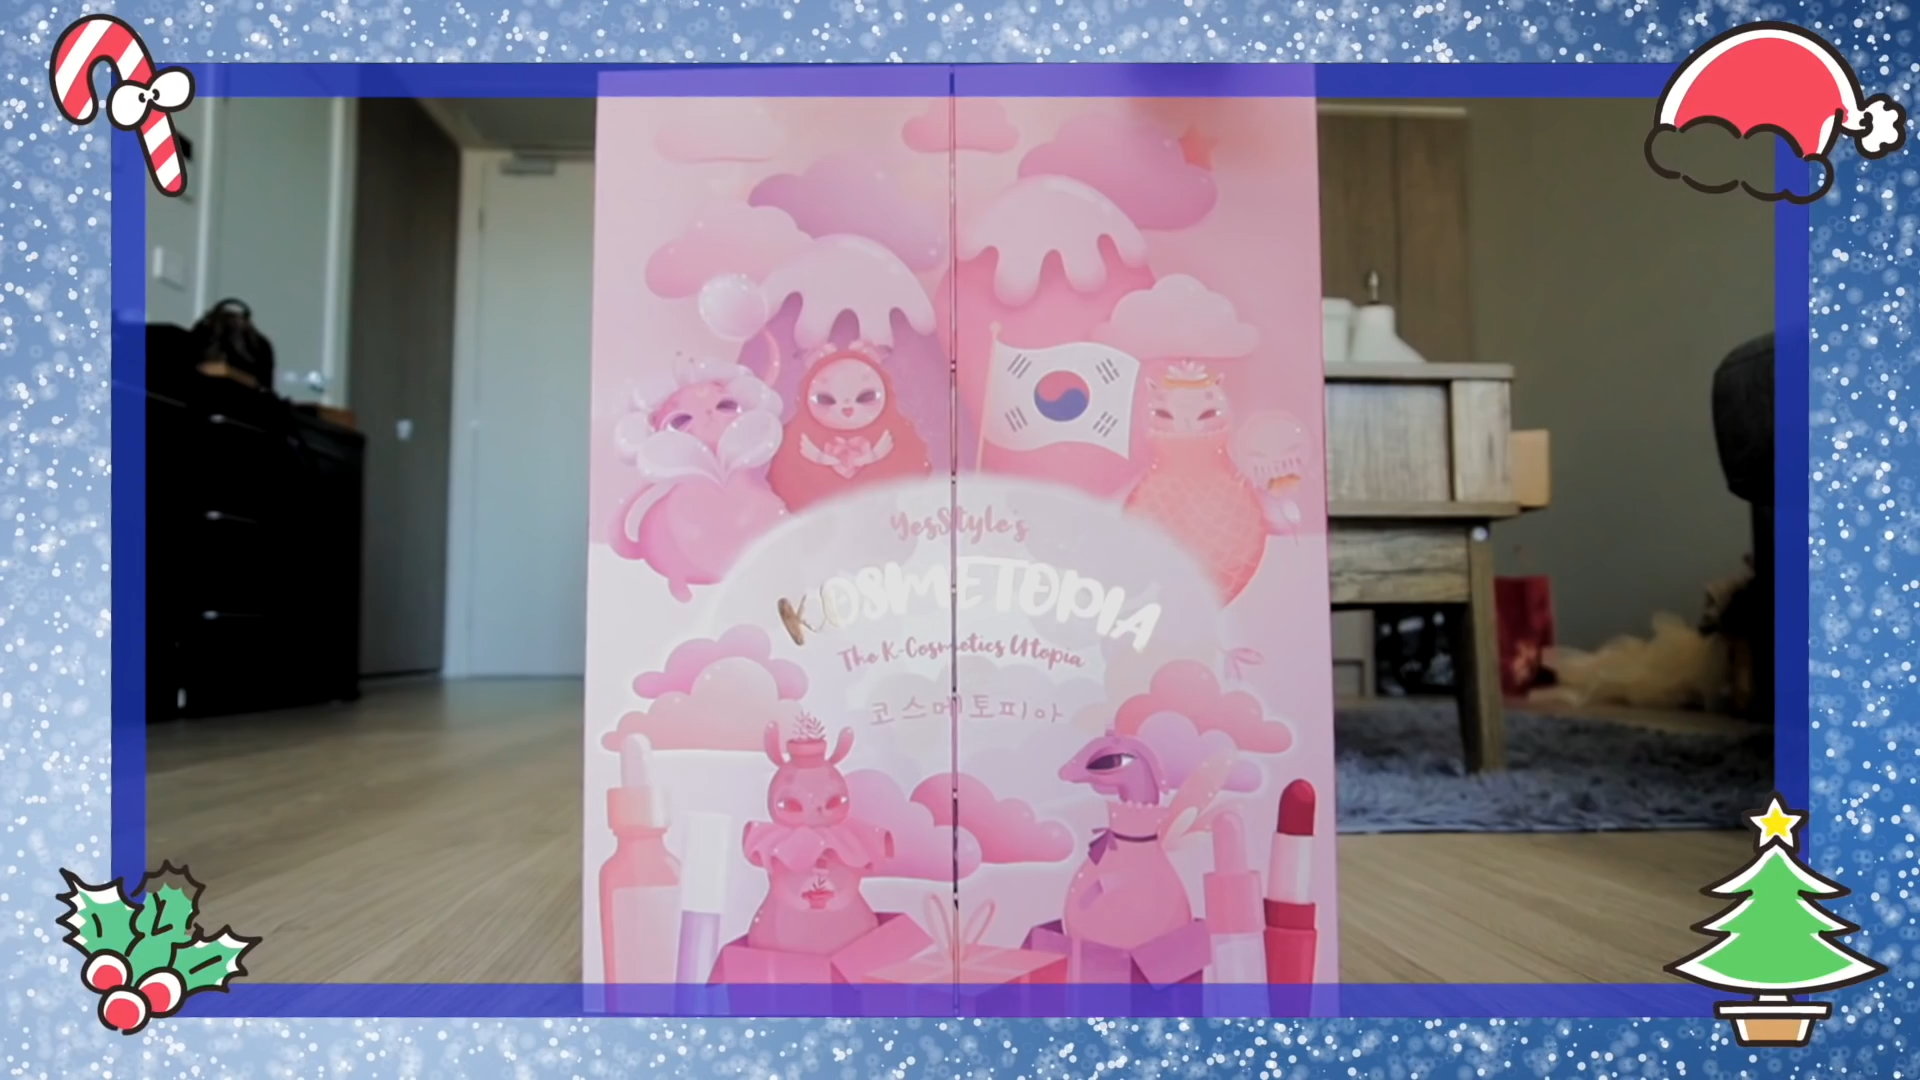 YesStyle's
KOSMETOPIA
The K-Cosmetics Utopia
코스메토피아